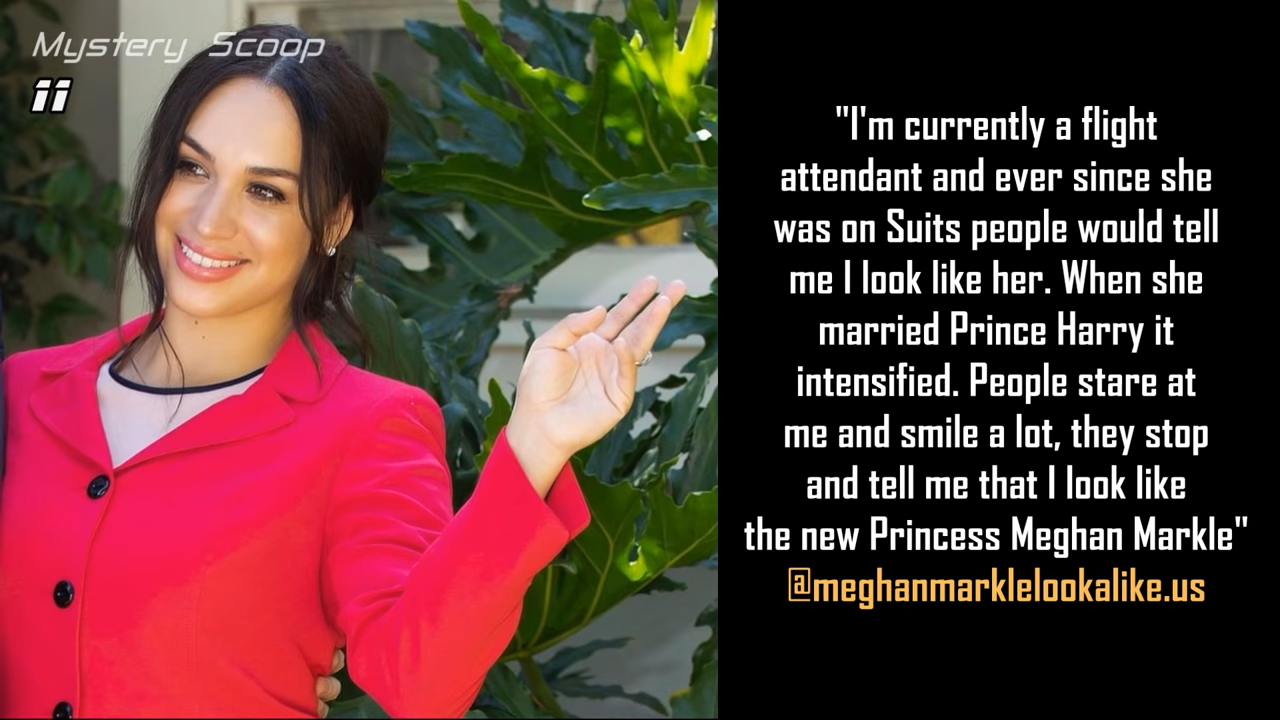 Mystery Scoop
"I'm currently a flight
attendant and ever since she
was on Suits people would tell
me I look like her. When she
married Prince Harry it
intensified. People stare at
me and smile a lot, they stop
and tell me that I look like
the new Princess Meghan Markle"
@meghanmarklelookalike.us